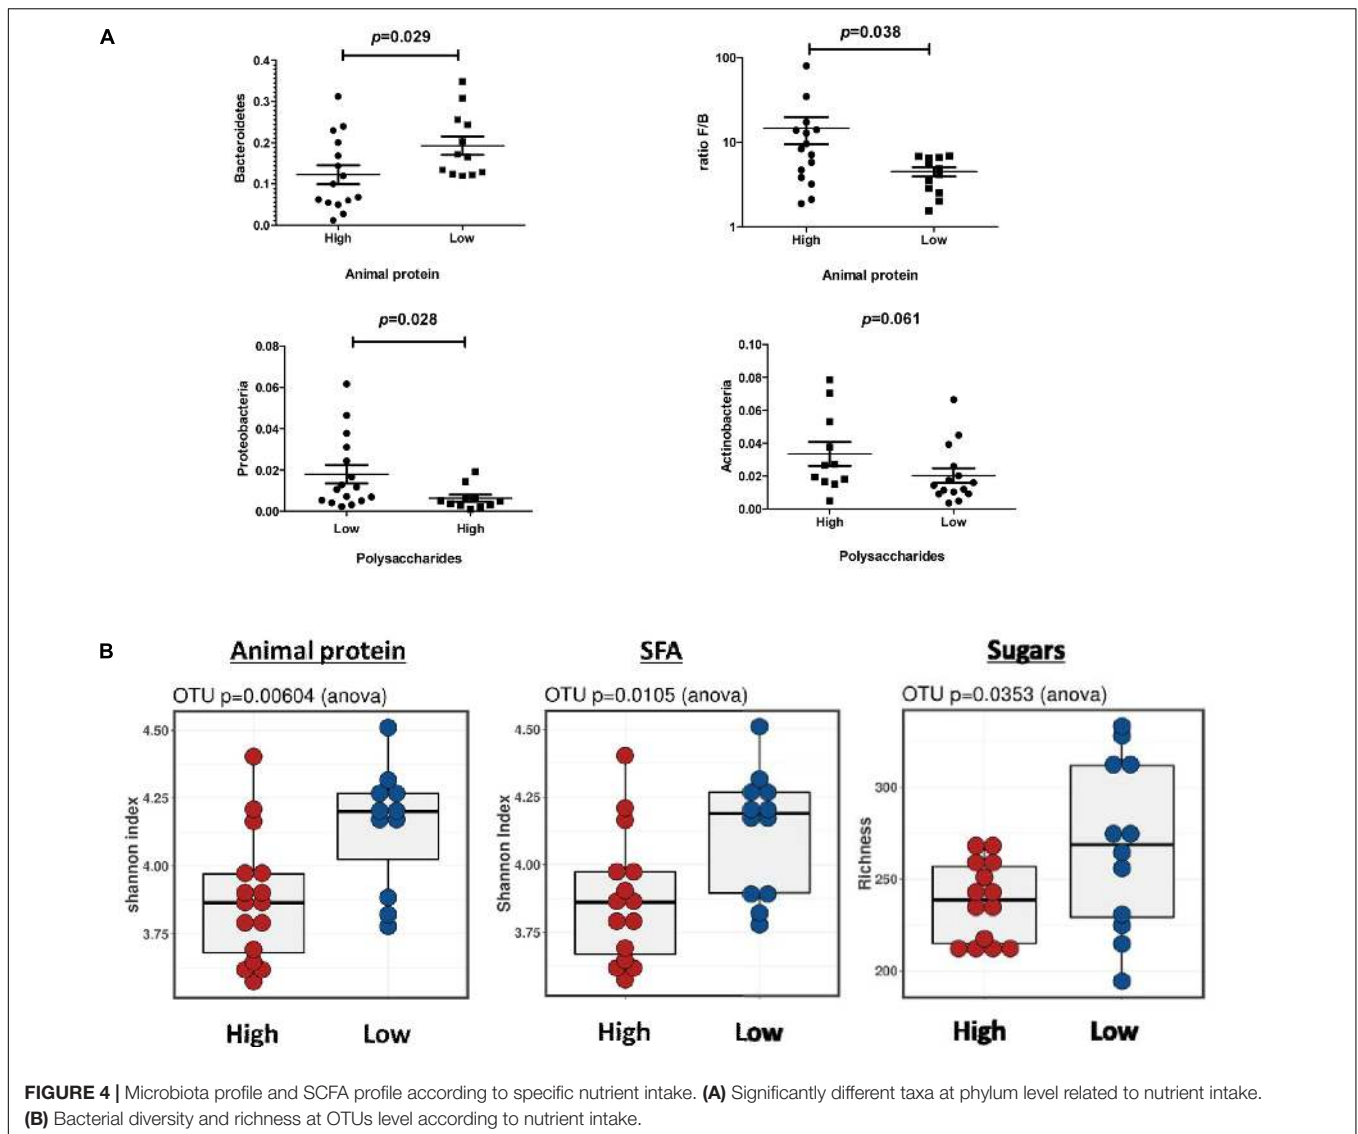 A
p=0.029
0.4
0.3
0.2
0.1
0.0
Bacteroidetes
High
Low
Animal protein
p=0.038
100
10
1
ratio F/B
High
Low
Animal protein
p=0.028
0.08
0.06
0.04
0.02
0.00
Proteobacteria
Low
High
Polysaccharides
p=0.061
0.10
0.08
0.06
0.04
0.02
0.00
Actinobacteria
High
Low
Polysaccharides
B
Animal protein
OTU p=0.00604 (anova)
4.50
4.25
4.00
3.75
shannon index
High
Low
SFA
OTU p=0.0105 (anova)
4.50
4.25
4.00
3.75
Shannon Index
High
Low
Sugars
OTU p=0.0353 (anova)
300
250
200
Richness
High
Low
FIGURE 4 | Microbiota profile and SCFA profile according to specific nutrient intake. (A) Significantly different taxa at phylum level related to nutrient intake.
(B) Bacterial diversity and richness at OTUs level according to nutrient intake.